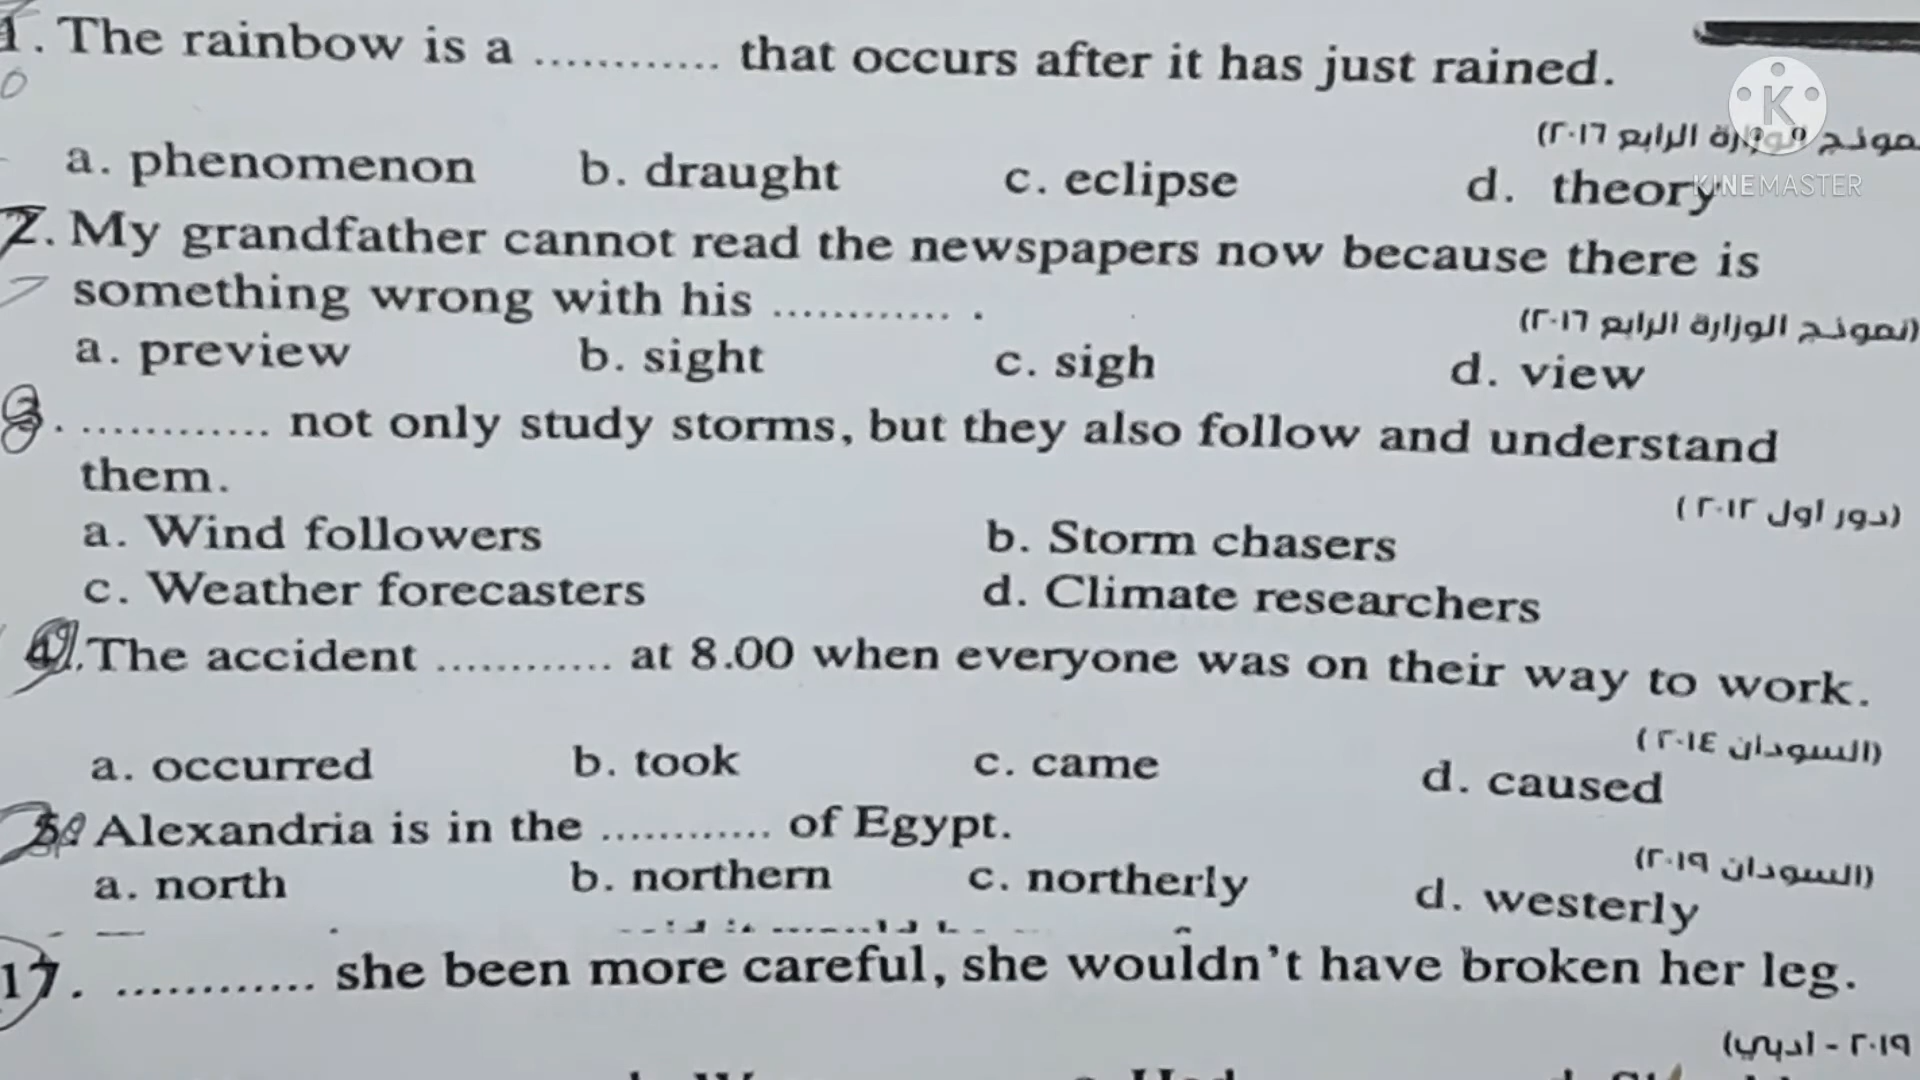 1. The rainbow is a ............ that occurs after it has just rained.
الوزارة الرابع ٢٠١٦)
KINEMASTER
a. phenomenon b. draught c. eclipse d. theory
2. My grandfather cannot read the newspapers now because there is
something wrong with his ............ .
(نموذج الوزارة الرابع ٢٠١٦)
a. preview b. sight c. sigh d. view
3. ............ not only study storms, but they also follow and understand
them.
(دور اول ٢٠١٢)
a. Wind followers b. Storm chasers
c. Weather forecasters d. Climate researchers
4. The accident ............ at 8.00 when everyone was on their way to work.
(السودان ٢٠١٤)
a. occurred b. took c. came d. caused
5. Alexandria is in the ............ of Egypt.
(السودان ٢٠١٩)
a. north b. northern c. northerly d. westerly
17. ............ she been more careful, she wouldn't have broken her leg.
٢٠١٩ - ادبي)